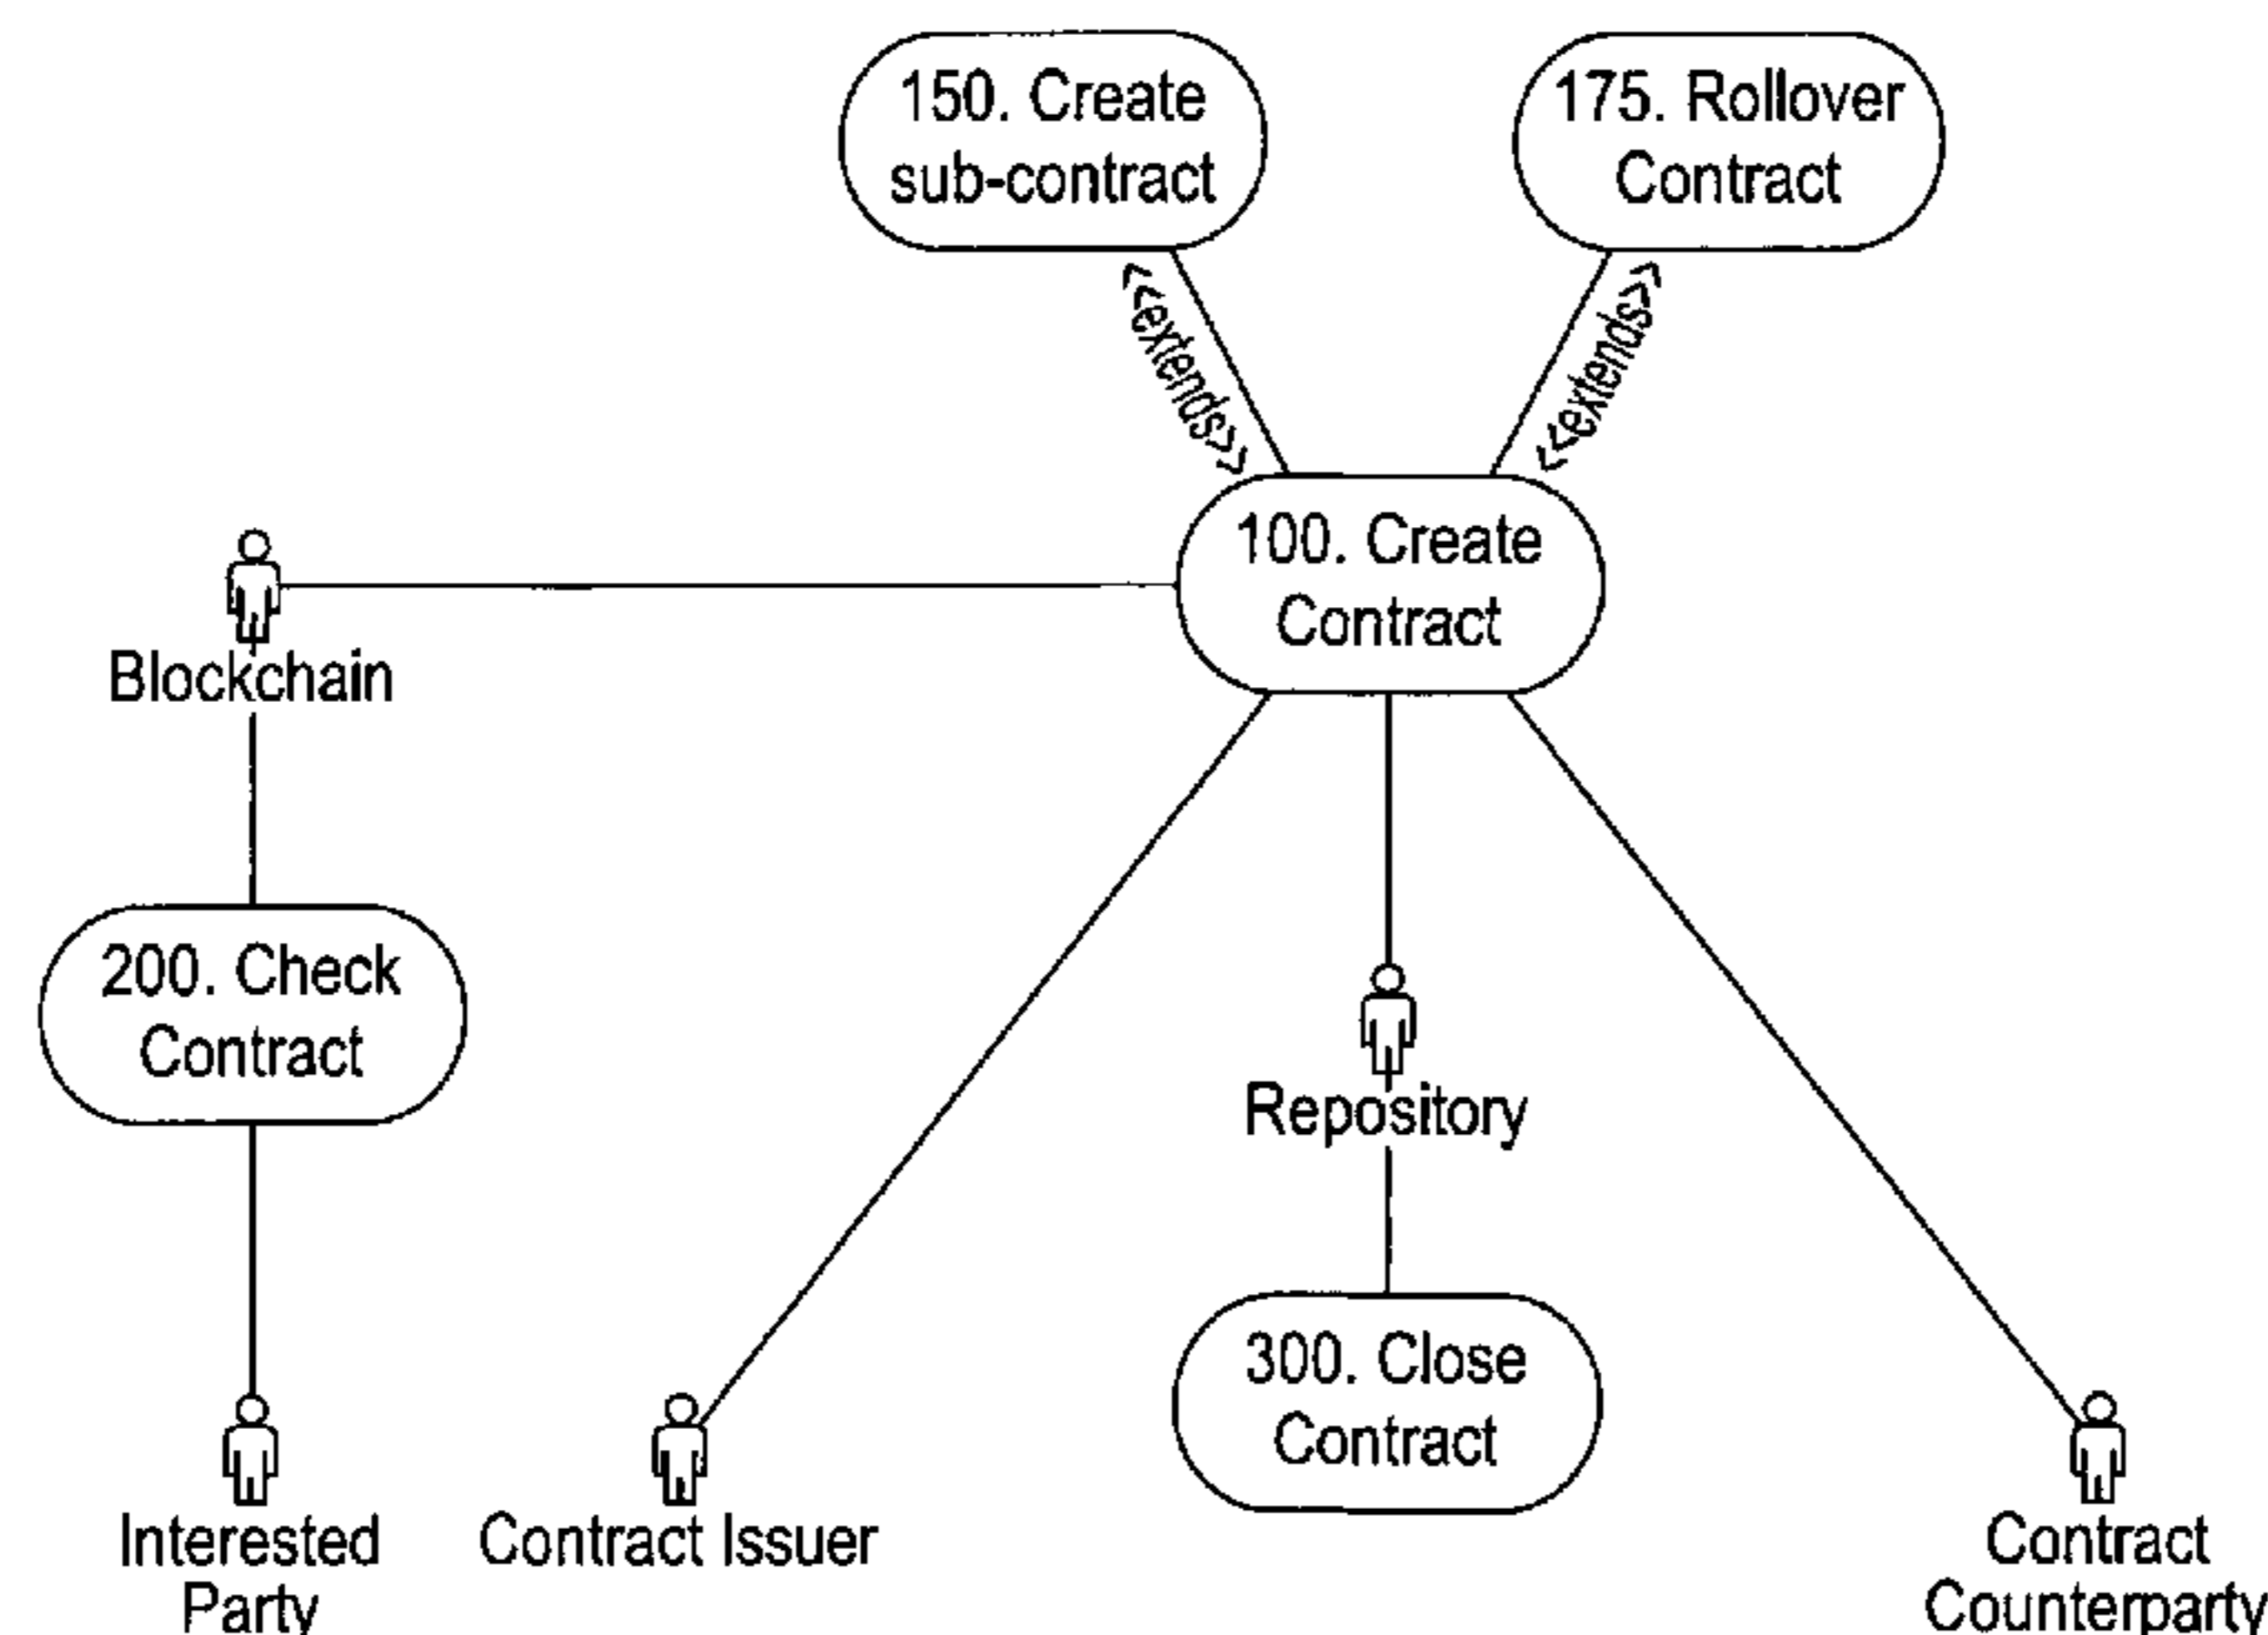 150. Create
sub-contract
175. Rollover
Contract
<<extends>>
<<extends>>
100. Create
Contract
Blockchain
200. Check
Contract
Repository
300. Close
Contract
Interested
Party
Contract Issuer
Contract
Counterparty